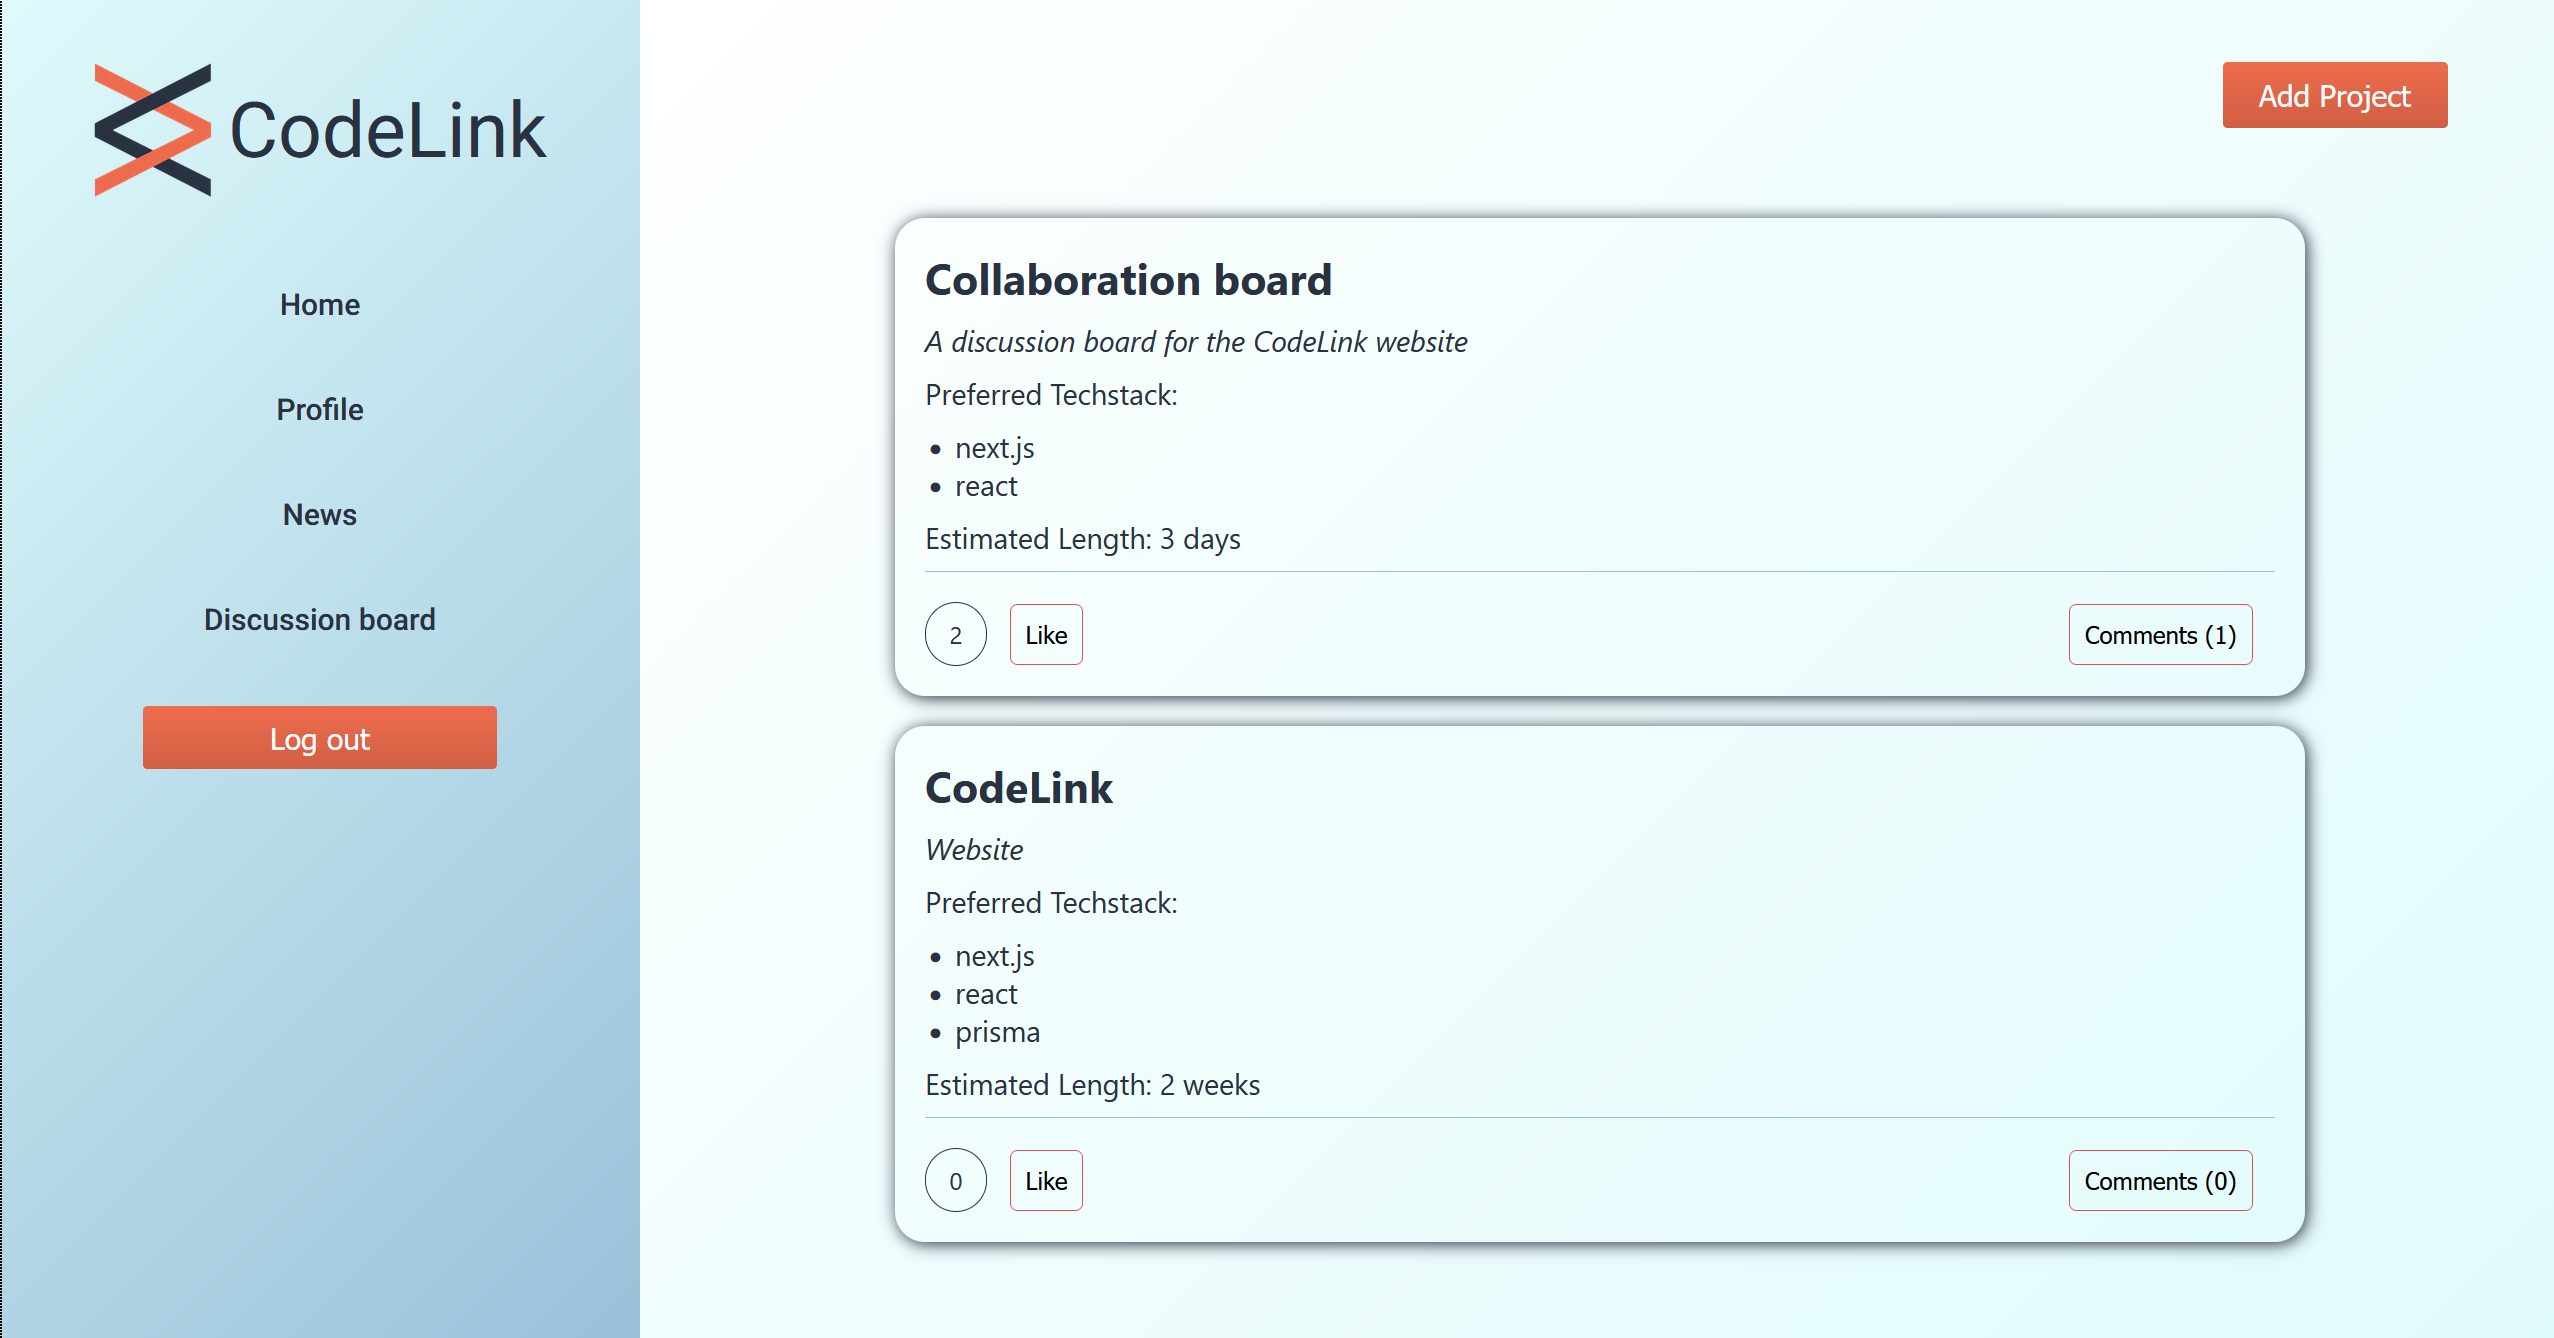 CodeLink
Home
Profile
News
Discussion board
Log out
Add Project
Collaboration board
A discussion board for the CodeLink website
Preferred Techstack:
next.js
react
Estimated Length: 3 days
2 Like Comments (1)
CodeLink
Website
Preferred Techstack:
next.js
react
prisma
Estimated Length: 2 weeks
0 Like Comments (0)